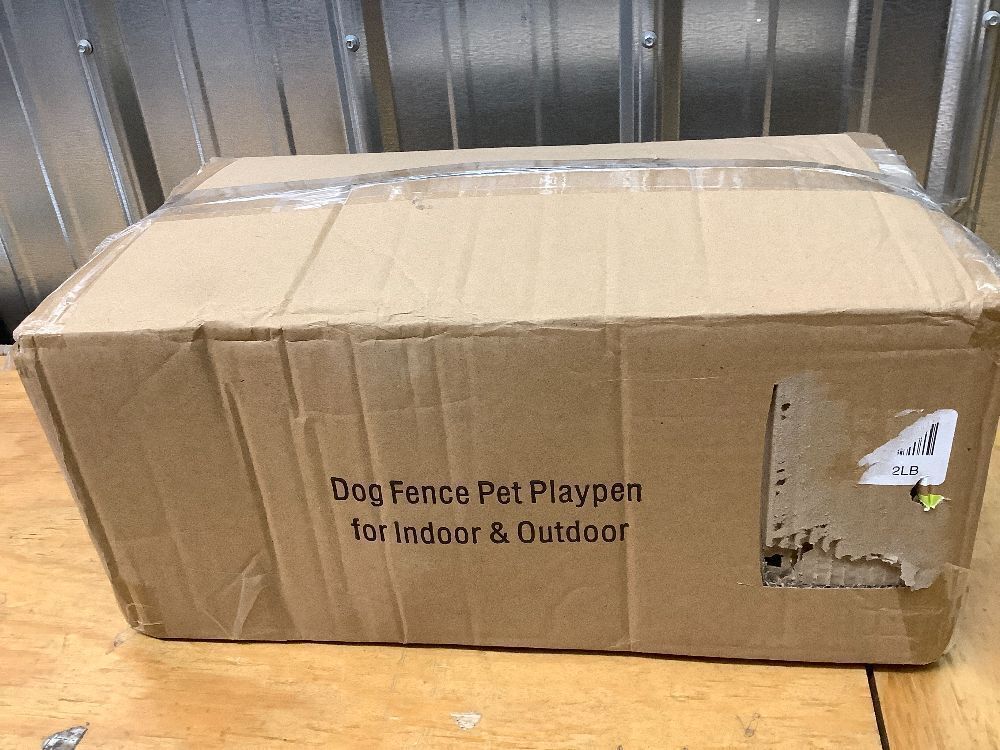 Dog Fence Pet Playpen
for Indoor & Outdoor
2LB